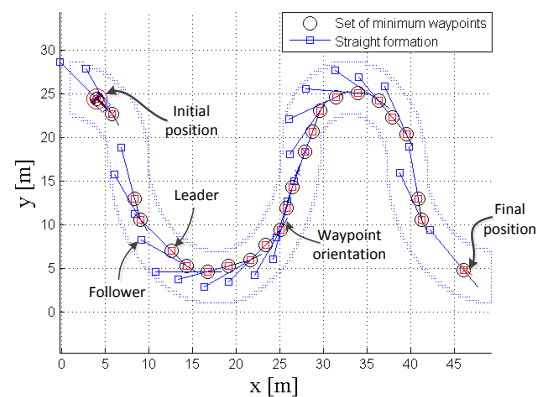 Set of minimum waypoints
Straight formation
30
25
20
15
10
5
0
y [m]
Initial
position
Leader
Follower
Waypoint
orientation
Final
position
0
5
10
15
20
25
30
35
40
45
x [m]